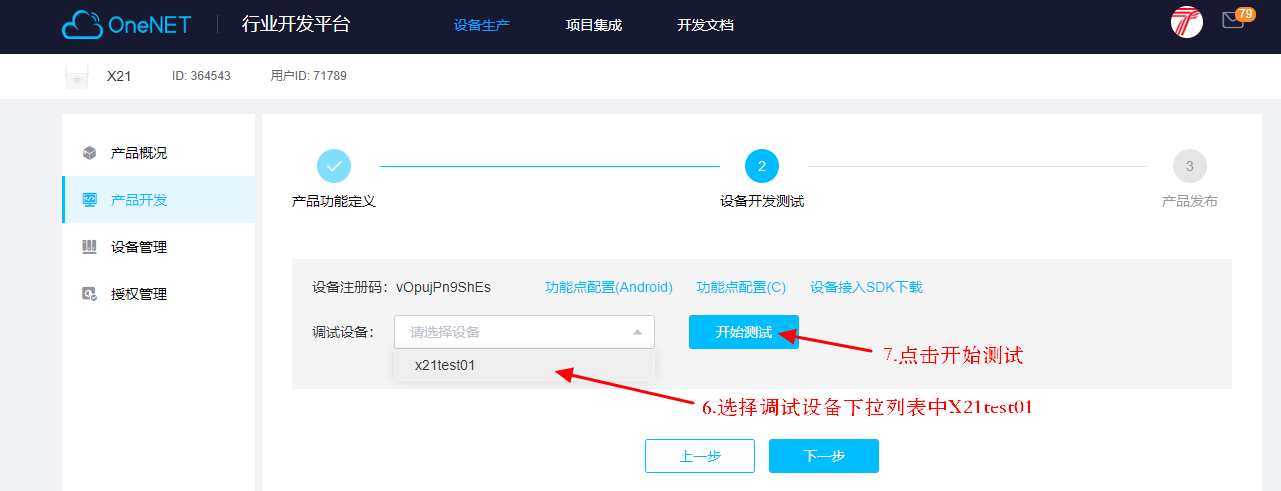 OneNET 行业开发平台 设备生产 项目集成 开发文档 79
X21 ID: 364543 用户ID: 71789
产品概况
产品开发
设备管理
授权管理
2 3
产品功能定义 设备开发测试 产品发布
设备注册码: vOpujPn9ShEs 功能点配置(Android) 功能点配置(C) 设备接入SDK下载
调试设备: 请选择设备 开始测试
7.点击开始测试
x21test01
6.选择调试设备下拉列表中X21test01
上一步 下一步